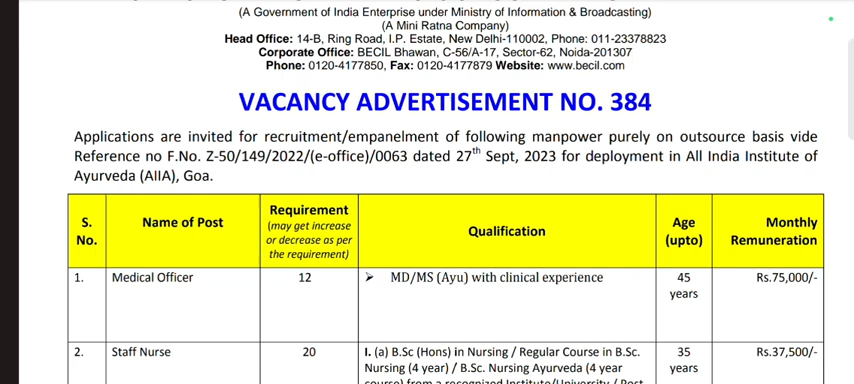 (A Government of India Enterprise under Ministry of Information & Broadcasting)
(A Mini Ratna Company)
Head Office: 14-B, Ring Road, I.P. Estate, New Delhi-110002, Phone: 011-23378823
Corporate Office: BECIL Bhawan, C-56/A-17, Sector-62, Noida-201307
Phone: 0120-4177850, Fax: 0120-4177879 Website: www.becil.com
VACANCY ADVERTISEMENT NO. 384
Applications are invited for recruitment/empanelment of following manpower purely on outsource basis vide
Reference no F.No. Z-50/149/2022/(e-office)/0063 dated 27th Sept, 2023 for deployment in All India Institute of
Ayurveda (AIIA), Goa.
S. No.
Name of Post
Requirement
(may get increase
or decrease as per
the requirement)
Qualification
Age
(upto)
Monthly
Remuneration
1.
Medical Officer
12
➢ MD/MS (Ayu) with clinical experience
45
years
Rs.75,000/-
2.
Staff Nurse
20
I. (a) B.Sc (Hons) in Nursing / Regular Course in B.Sc.
Nursing (4 year) / B.Sc. Nursing Ayurveda (4 year
course) from a recognized Institute/University / Post
35
years
Rs.37,500/-